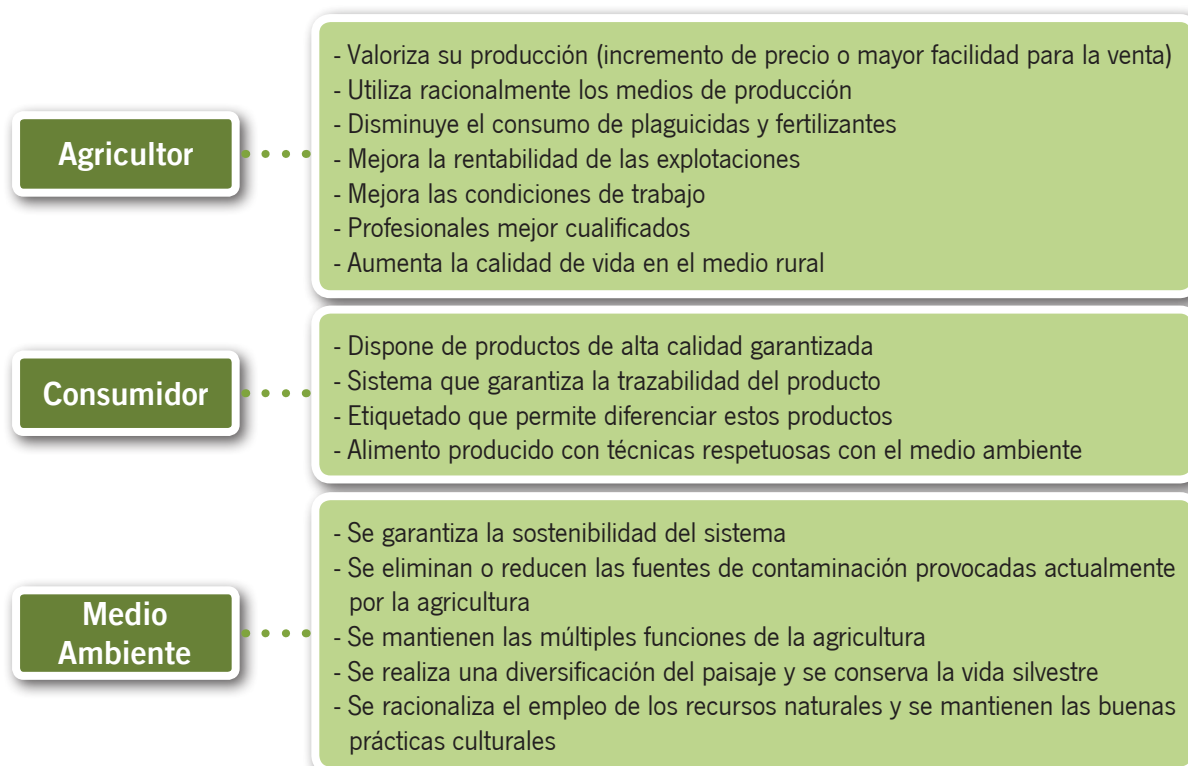 Agricultor
- Valoriza su producción (incremento de precio o mayor facilidad para la venta)
- Utiliza racionalmente los medios de producción
- Disminuye el consumo de plaguicidas y fertilizantes
- Mejora la rentabilidad de las explotaciones
- Mejora las condiciones de trabajo
- Profesionales mejor cualificados
- Aumenta la calidad de vida en el medio rural
Consumidor
- Dispone de productos de alta calidad garantizada
- Sistema que garantiza la trazabilidad del producto
- Etiquetado que permite diferenciar estos productos
- Alimento producido con técnicas respetuosas con el medio ambiente
Medio
Ambiente
- Se garantiza la sostenibilidad del sistema
- Se eliminan o reducen las fuentes de contaminación provocadas actualmente
por la agricultura
- Se mantienen las múltiples funciones de la agricultura
- Se realiza una diversificación del paisaje y se conserva la vida silvestre
- Se racionaliza el empleo de los recursos naturales y se mantienen las buenas
prácticas culturales